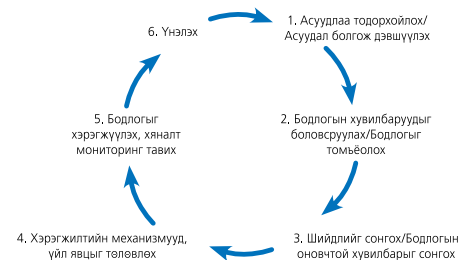 1. Асуудлаа тодорхойлох/
Асуудал болгож дэвшүүлэх
2. Бодлогын хувилбаруудыг
боловсруулах/Бодлогыг
томъёолох
3. Шийдлийг сонгох/Бодлогын
оновчтой хувилбарыг сонгох
4. Хэрэгжилтийн механизмууд,
үйл явцыг төлөвлөх
5. Бодлогыг
хэрэгжүүлэх, хяналт
мониторинг тавих
6. Үнэлэх